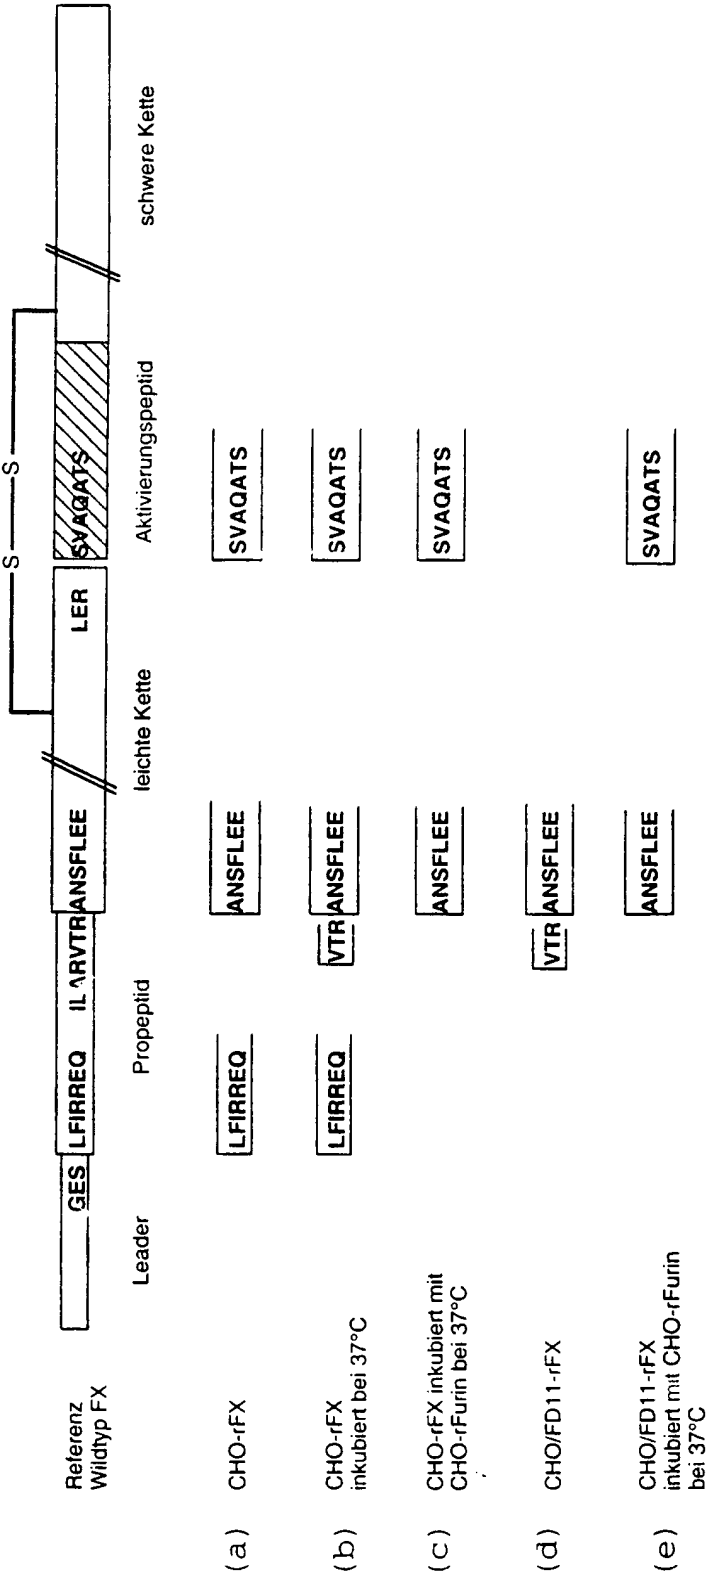 S
S
GES LFIRREQ
VTR ANSFLEE
LER
SVAQATS
Referenz
Wildtyp FX
Leader
Propeptid
leichte Kette
Aktivierungspeptid
schwere Kette
(a) CHO-rFX
LFIRREQ
ANSFLEE
SVAQATS
(b) CHO-rFX
inkubiert bei 37°C
LFIRREQ
VTR ANSFLEE
SVAQATS
(c) CHO-rFX inkubiert mit
CHO-rFurin bei 37°C
ANSFLEE
SVAQATS
(d) CHO/FD11-rFX
VTR ANSFLEE
(e) CHO/FD11-rFX
inkubiert mit CHO-rFurin
bei 37°C
ANSFLEE
SVAQATS